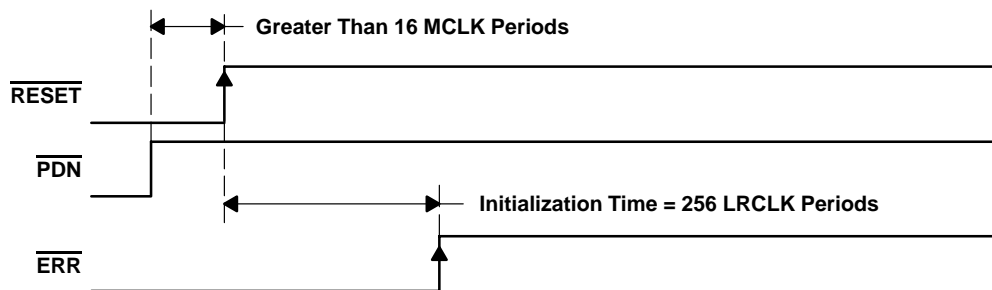 Greater Than 16 MCLK Periods
RESET
PDN
Initialization Time = 256 LRCLK Periods
ERR